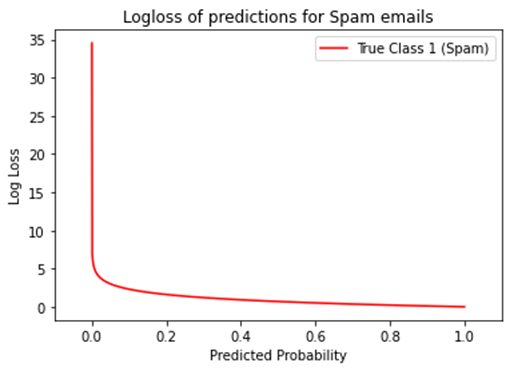 Logloss of predictions for Spam emails
True Class 1 (Spam)
35
30
25
20
15
10
5
0
Log Loss
0.0 0.2 0.4 0.6 0.8 1.0
Predicted Probability